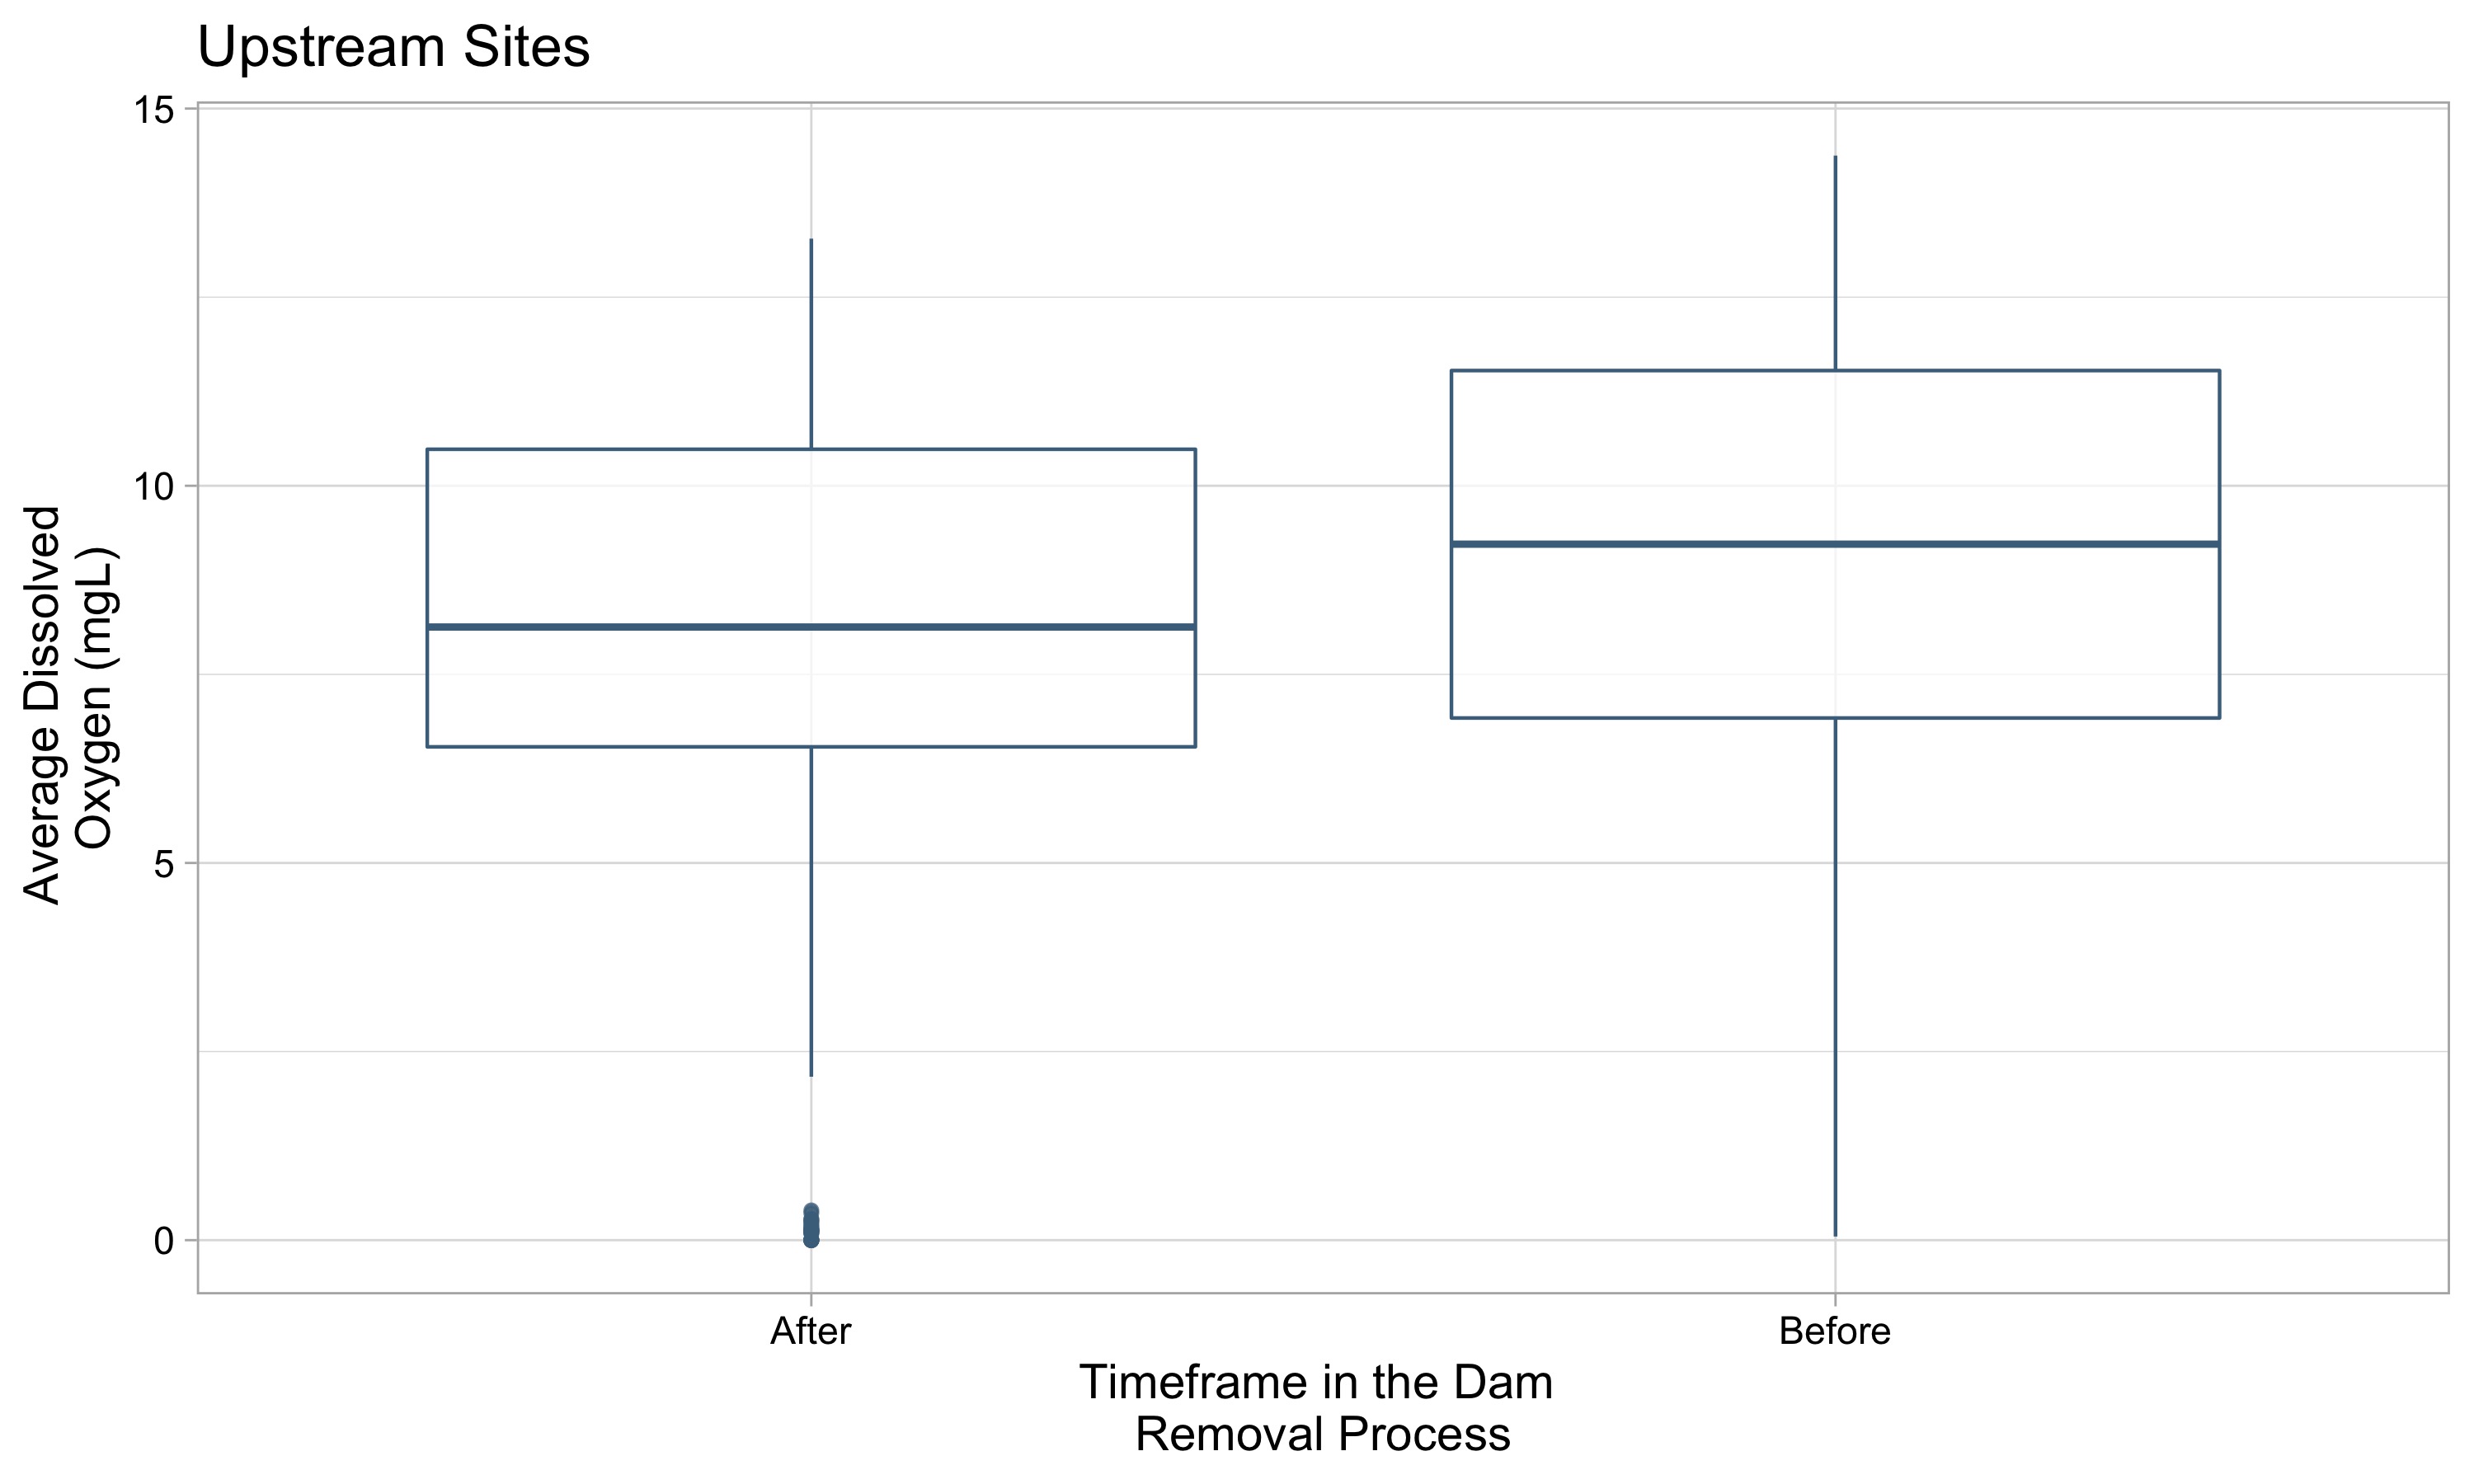 Upstream Sites
15
10
5
0
Average Dissolved
Oxygen (mgL)
After
Before
Timeframe in the Dam
Removal Process